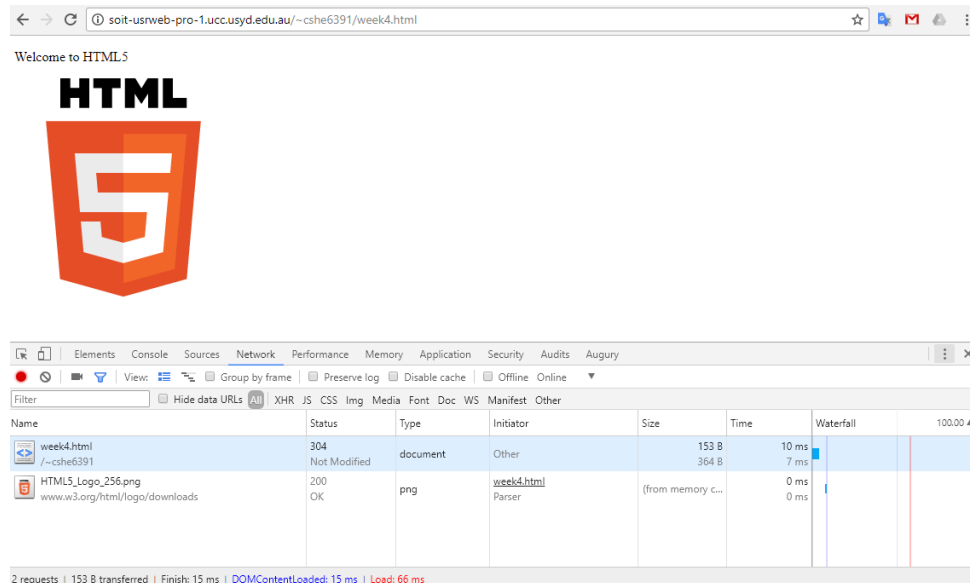 soit-usrweb-pro-1.ucc.usyd.edu.au/~cshe6391/week4.html
Welcome to HTML5
HTML
5
Elements Console Sources Network Performance Memory Application Security Audits Augury
View: Group by frame Preserve log Disable cache Offline Online
Filter Hide data URLs All XHR JS CSS Img Media Font Doc WS Manifest Other
Name Status Type Initiator Size Time Waterfall 100.00
week4.html 304 document Other 153 B 10 ms
/~cshe6391 Not Modified 364 B 7 ms
HTML5_Logo_256.png 200 png week4.html (from memory c... 0 ms
www.w3.org/html/logo/downloads OK Parser 0 ms
2 requests | 153 B transferred | Finish: 15 ms | DOMContentLoaded: 15 ms | Load: 66 ms